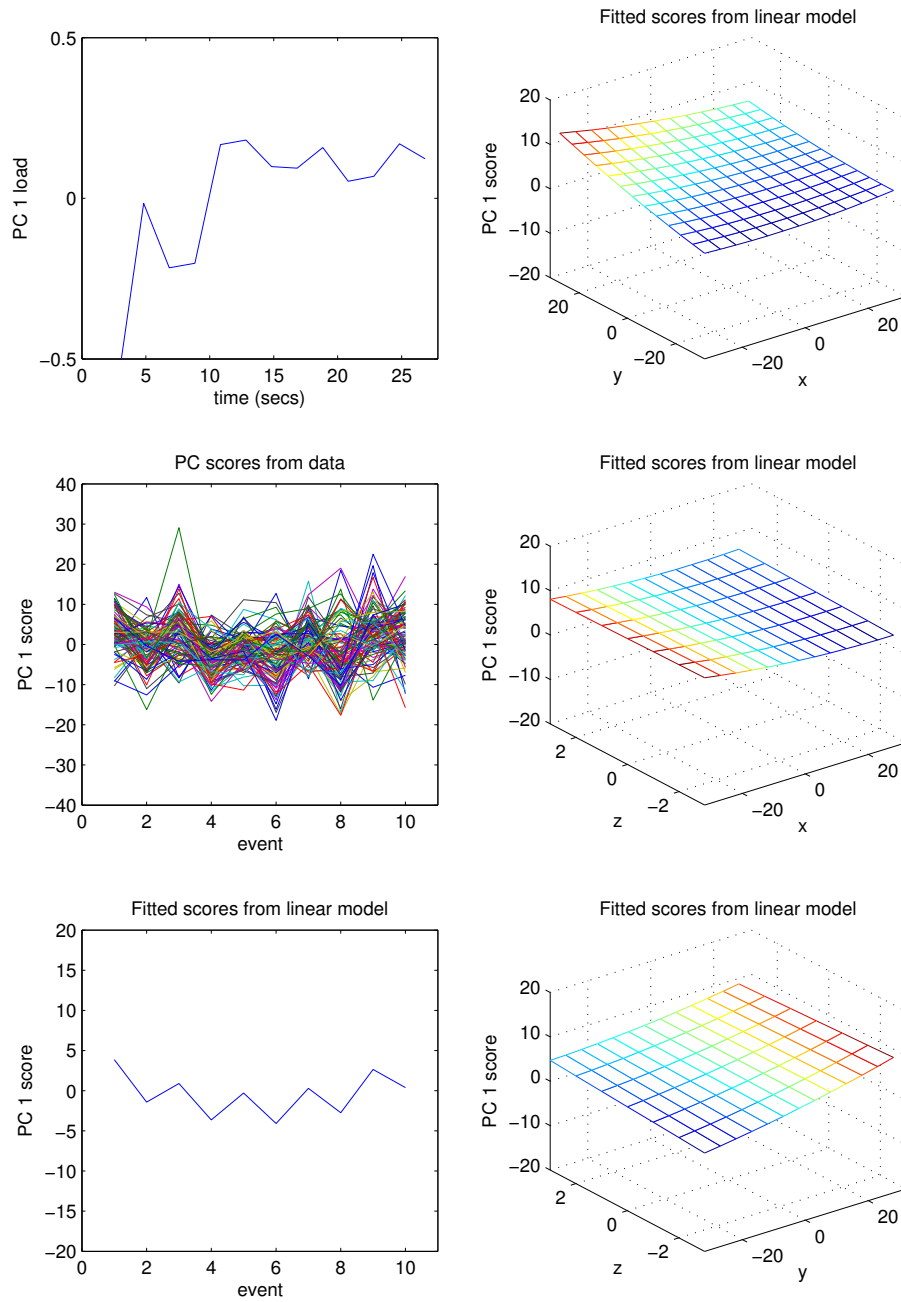 0.5
0
−0.5
PC 1 load
0 5 10 15 20 25
time (secs)
Fitted scores from linear model
20
10
0
−10
−20
PC 1 score
20 0 −20
y
−20 0 20
x
PC scores from data
40
30
20
10
0
−10
−20
−30
−40
PC 1 score
0 2 4 6 8 10
event
Fitted scores from linear model
20
10
0
−10
−20
PC 1 score
2 0 −2
z
−20 0 20
x
Fitted scores from linear model
20
15
10
5
0
−5
−10
−15
−20
PC 1 score
0 2 4 6 8 10
event
Fitted scores from linear model
20
10
0
−10
−20
PC 1 score
2 0 −2
z
−20 0 20
y